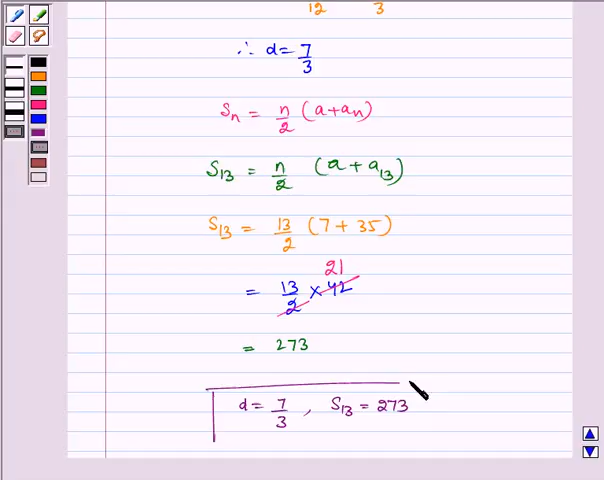 12 3
∴ d = 7/3
Sn = n/2 (a + an)
S13 = n/2 (a + a13)
S13 = 13/2 (7 + 35)
21
= 13/2 × 42
= 273
d = 7/3 , S13 = 273